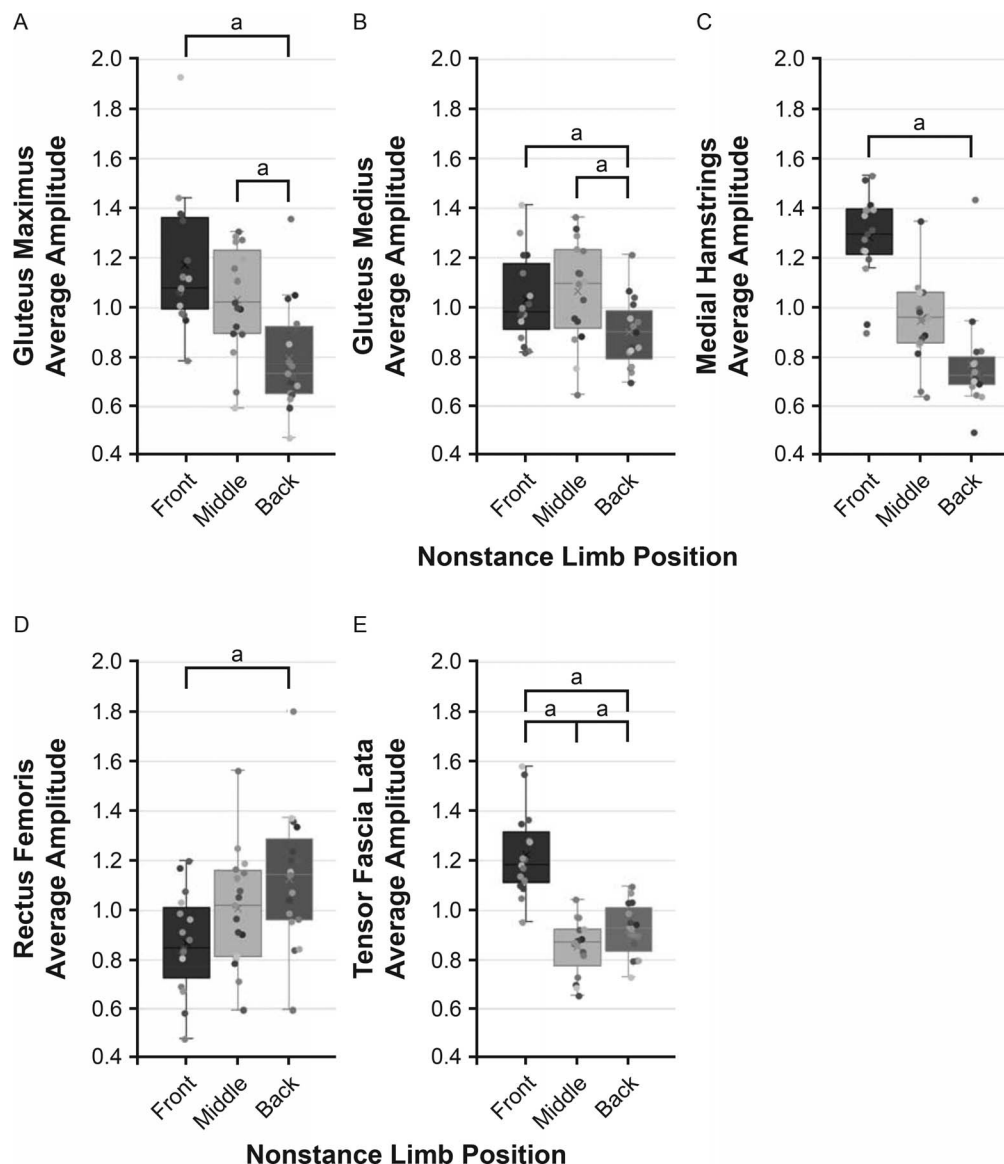 A
a
a
Gluteus Maximus
Average Amplitude
2.0
1.8
1.6
1.4
1.2
1.0
0.8
0.6
0.4
Front
Middle
Back
B
a
a
Gluteus Medius
Average Amplitude
2.0
1.8
1.6
1.4
1.2
1.0
0.8
0.6
0.4
Front
Middle
Back
C
a
Medial Hamstrings
Average Amplitude
2.0
1.8
1.6
1.4
1.2
1.0
0.8
0.6
0.4
Front
Middle
Back
Nonstance Limb Position
D
a
Rectus Femoris
Average Amplitude
2.0
1.8
1.6
1.4
1.2
1.0
0.8
0.6
0.4
Front
Middle
Back
E
a
a
a
Tensor Fascia Lata
Average Amplitude
2.0
1.8
1.6
1.4
1.2
1.0
0.8
0.6
0.4
Front
Middle
Back
Nonstance Limb Position